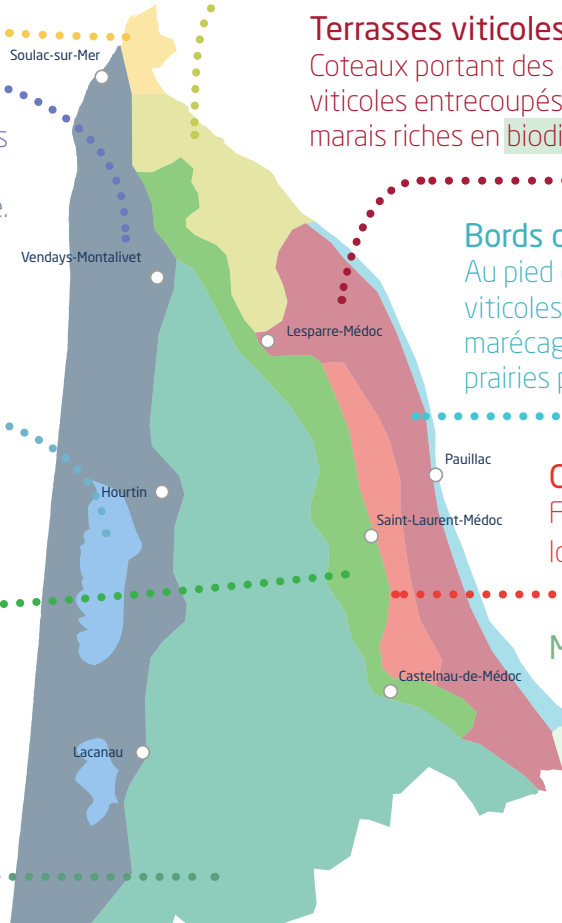 Terrasses viticoles
Coteaux portant des
viticoles entrecoupés
marais riches en biodi
Soulac-sur-Mer
s
e.
Bords d
Au pied
viticoles
marécag
prairies p
Vendays-Montalivet
Lesparre-Médoc
Pauillac
Hourtin
Saint-Laurent-Médoc
F
lo
M
Castelnau-de-Médoc
Lacanau